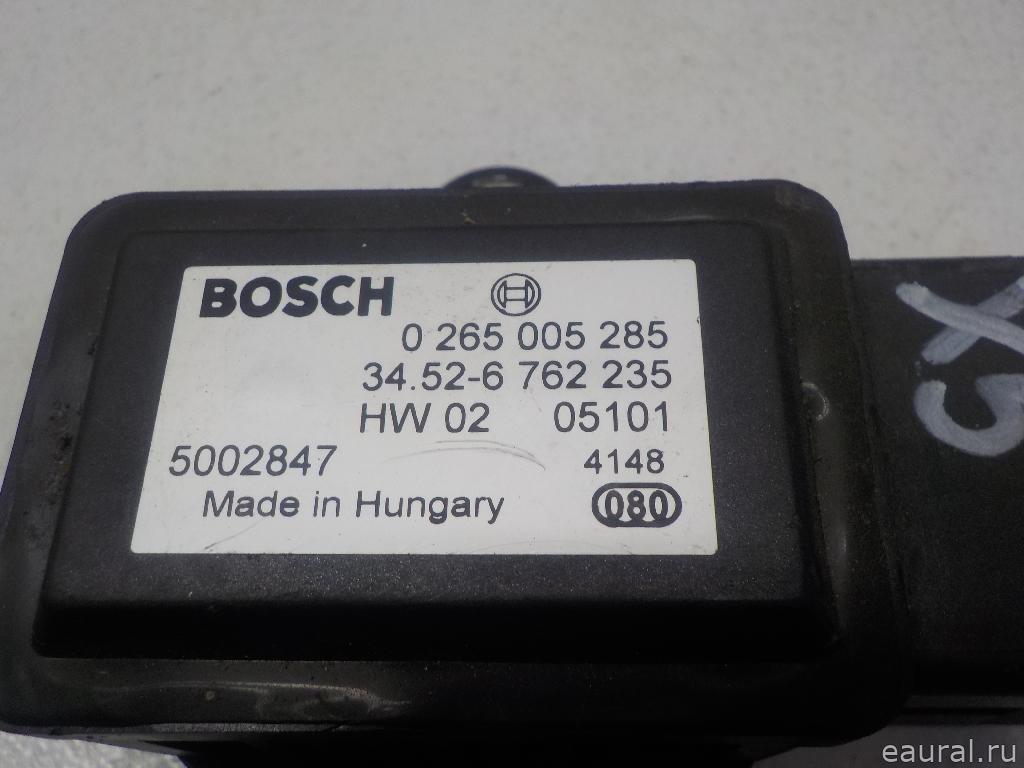 BOSCH
0 265 005 285
34.52-6 762 235
HW 02 05101
5002847 4148
Made in Hungary 080
eaural.ru